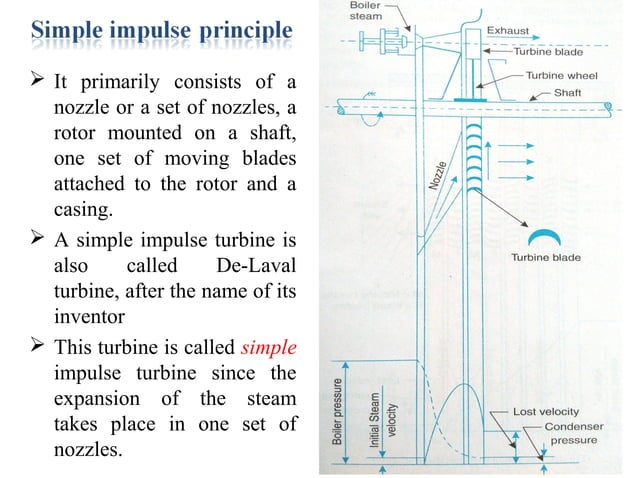 Simple impulse principle
➢ It primarily consists of a
nozzle or a set of nozzles, a
rotor mounted on a shaft,
one set of moving blades
attached to the rotor and a
casing.
➢ A simple impulse turbine is
also called De-Laval
turbine, after the name of its
inventor
➢ This turbine is called simple
impulse turbine since the
expansion of the steam
takes place in one set of
nozzles.
Boiler
steam
Exhaust
Turbine blade
Turbine wheel
Shaft
Nozzle
Turbine blade
Boiler pressure
Initial Steam
velocity
Lost velocity
Condenser
pressure